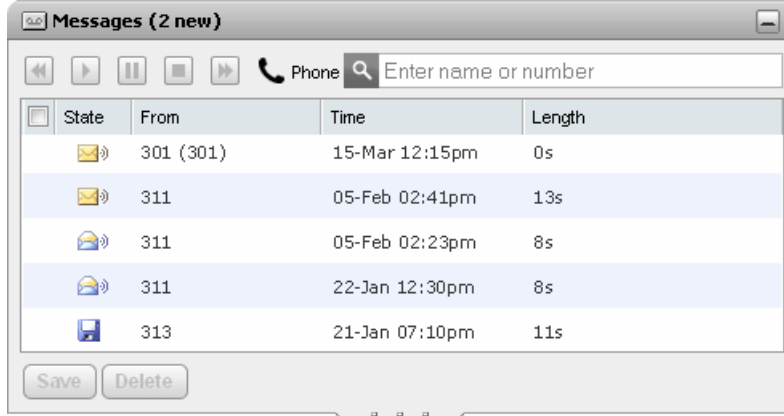 Messages (2 new)
Phone Enter name or number
State From Time Length
301 (301) 15-Mar 12:15pm 0s
311 05-Feb 02:41pm 13s
311 05-Feb 02:23pm 8s
311 22-Jan 12:30pm 8s
313 21-Jan 07:10pm 11s
Save Delete